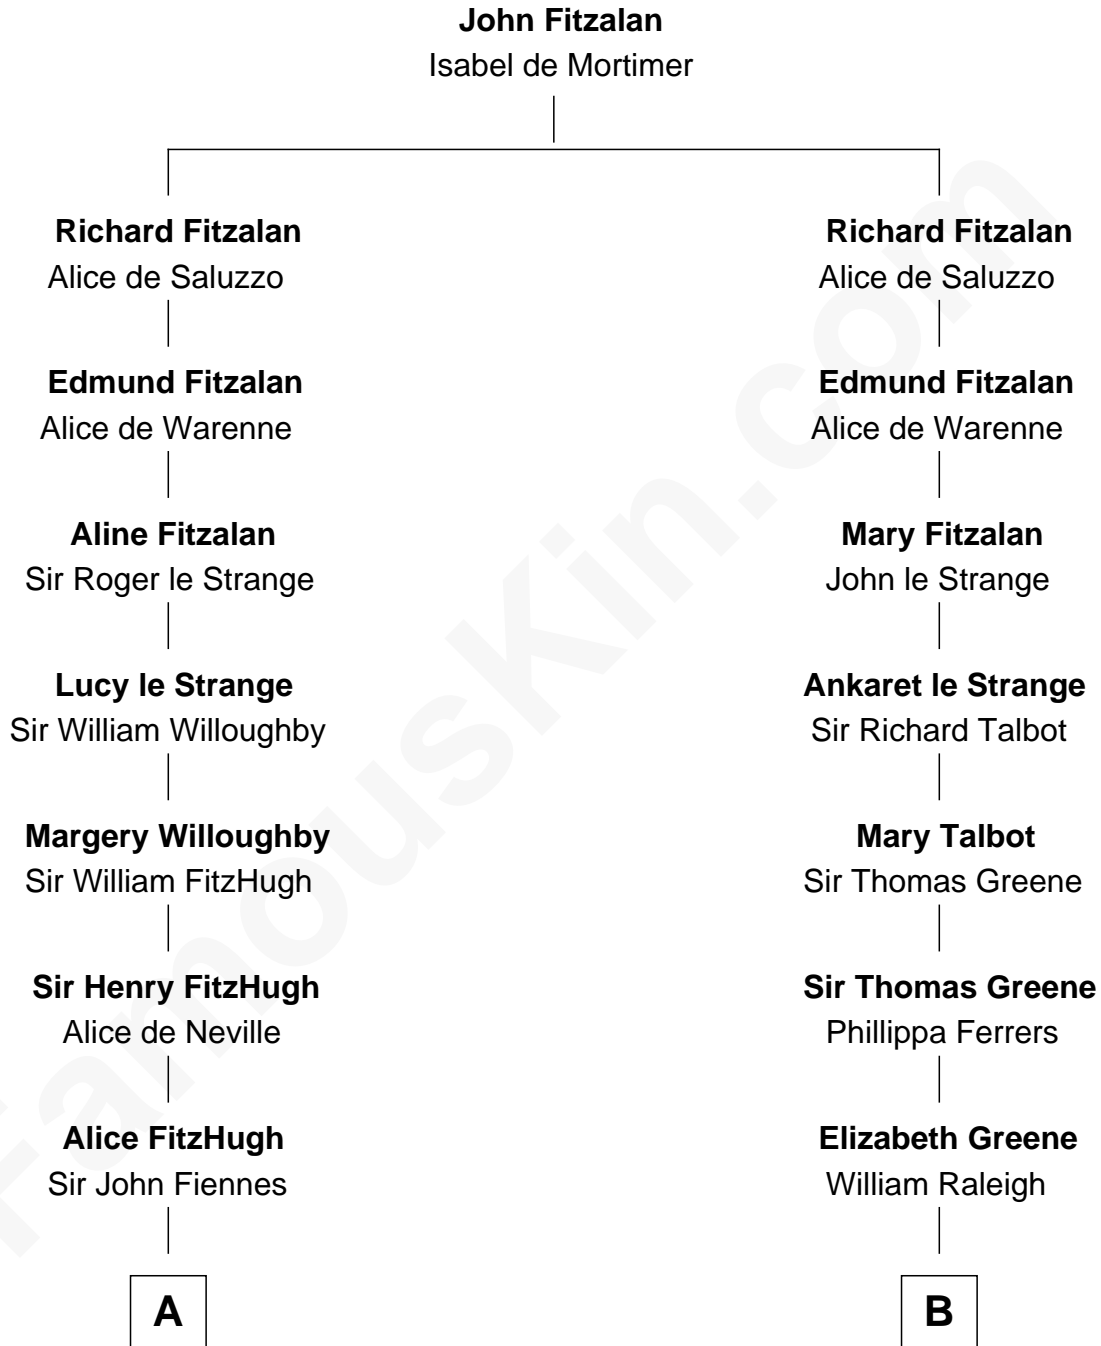 John Fitzalan
Isabel de Mortimer
Richard Fitzalan
Alice de Saluzzo
Edmund Fitzalan
Alice de Warenne
Aline Fitzalan
Sir Roger le Strange
Lucy le Strange
Sir William Willoughby
Margery Willoughby
Sir William FitzHugh
Sir Henry FitzHugh
Alice de Neville
Alice FitzHugh
Sir John Fiennes
A
Richard Fitzalan
Alice de Saluzzo
Edmund Fitzalan
Alice de Warenne
Mary Fitzalan
John le Strange
Ankaret le Strange
Sir Richard Talbot
Mary Talbot
Sir Thomas Greene
Sir Thomas Greene
Phillippa Ferrers
Elizabeth Greene
William Raleigh
B
FamousKin.com